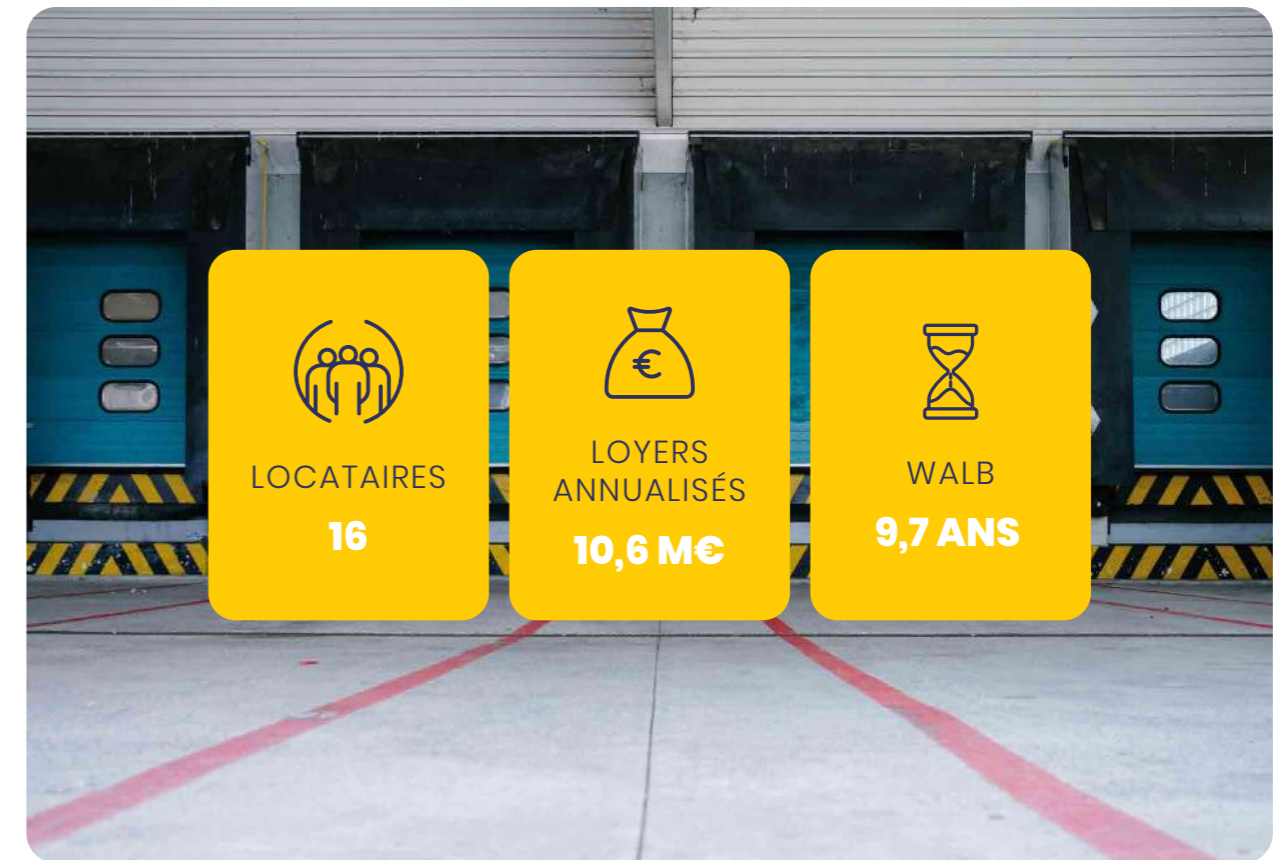 LOCATAIRES
16
LOYERS
ANNUALISÉS
10,6 M€
WALB
9,7 ANS